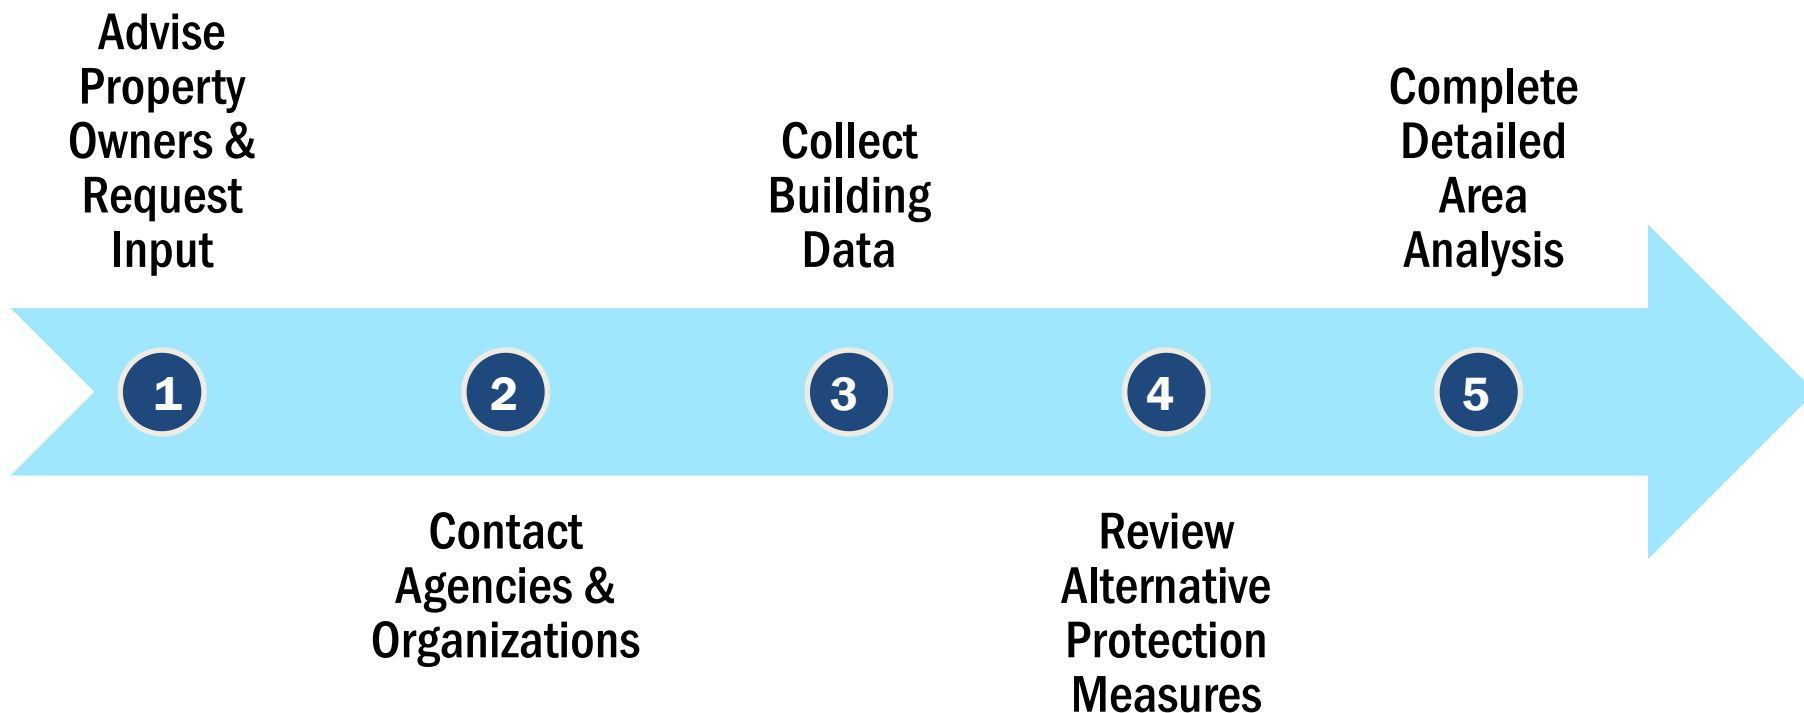 Advise
Property
Owners &
Request
Input
1
Contact
Agencies &
Organizations
2
Collect
Building
Data
3
Review
Alternative
Protection
Measures
4
Complete
Detailed
Area
Analysis
5